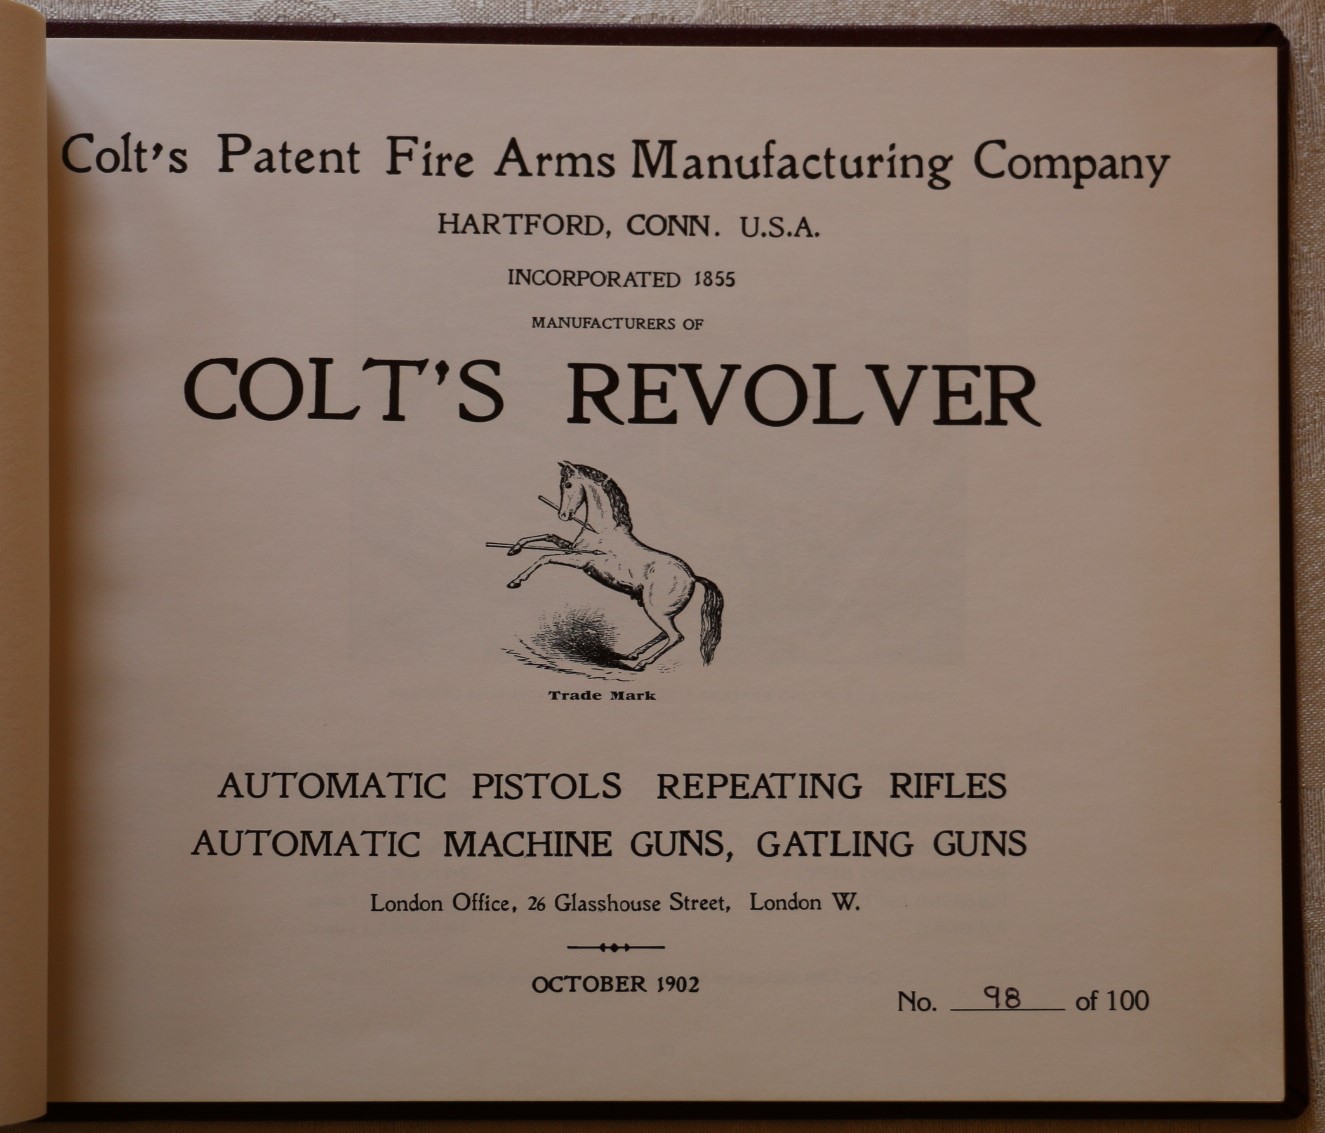 Colt's Patent Fire Arms Manufacturing Company
HARTFORD, CONN. U.S.A.
INCORPORATED 1855
MANUFACTURERS OF
COLT'S REVOLVER
Trade Mark
AUTOMATIC PISTOLS REPEATING RIFLES
AUTOMATIC MACHINE GUNS, GATLING GUNS
London Office, 26 Glasshouse Street, London W.
OCTOBER 1902
No. 98 of 100